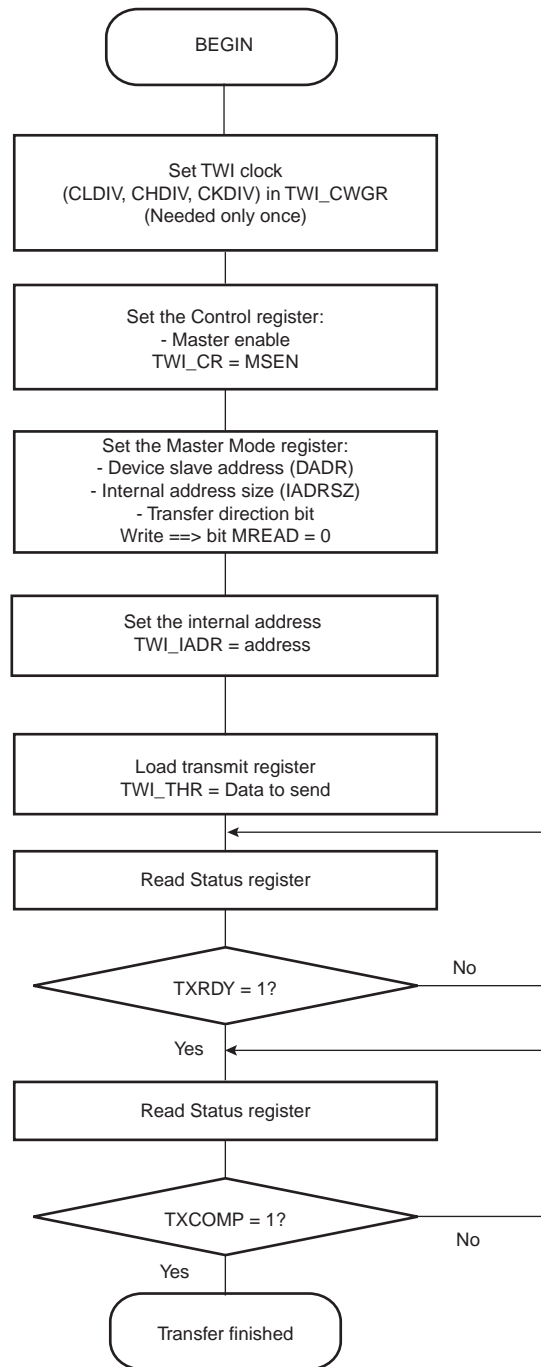 BEGIN
Set TWI clock
(CLDIV, CHDIV, CKDIV) in TWI_CWGR
(Needed only once)
Set the Control register:
- Master enable
TWI_CR = MSEN
Set the Master Mode register:
- Device slave address (DADR)
- Internal address size (IADRSZ)
- Transfer direction bit
Write ==> bit MREAD = 0
Set the internal address
TWI_IADR = address
Load transmit register
TWI_THR = Data to send
Read Status register
TXRDY = 1?
No
Yes
Read Status register
TXCOMP = 1?
No
Yes
Transfer finished